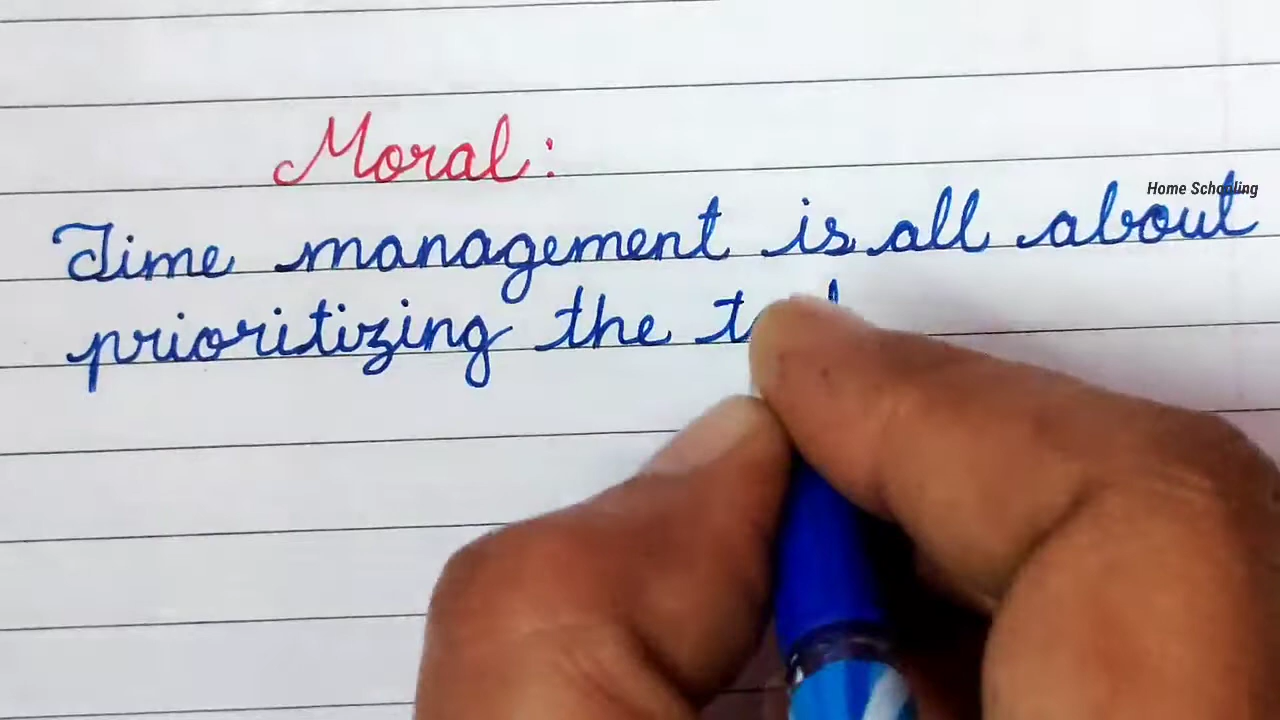 Moral:
Home Schooling
Time management is all about
prioritizing the